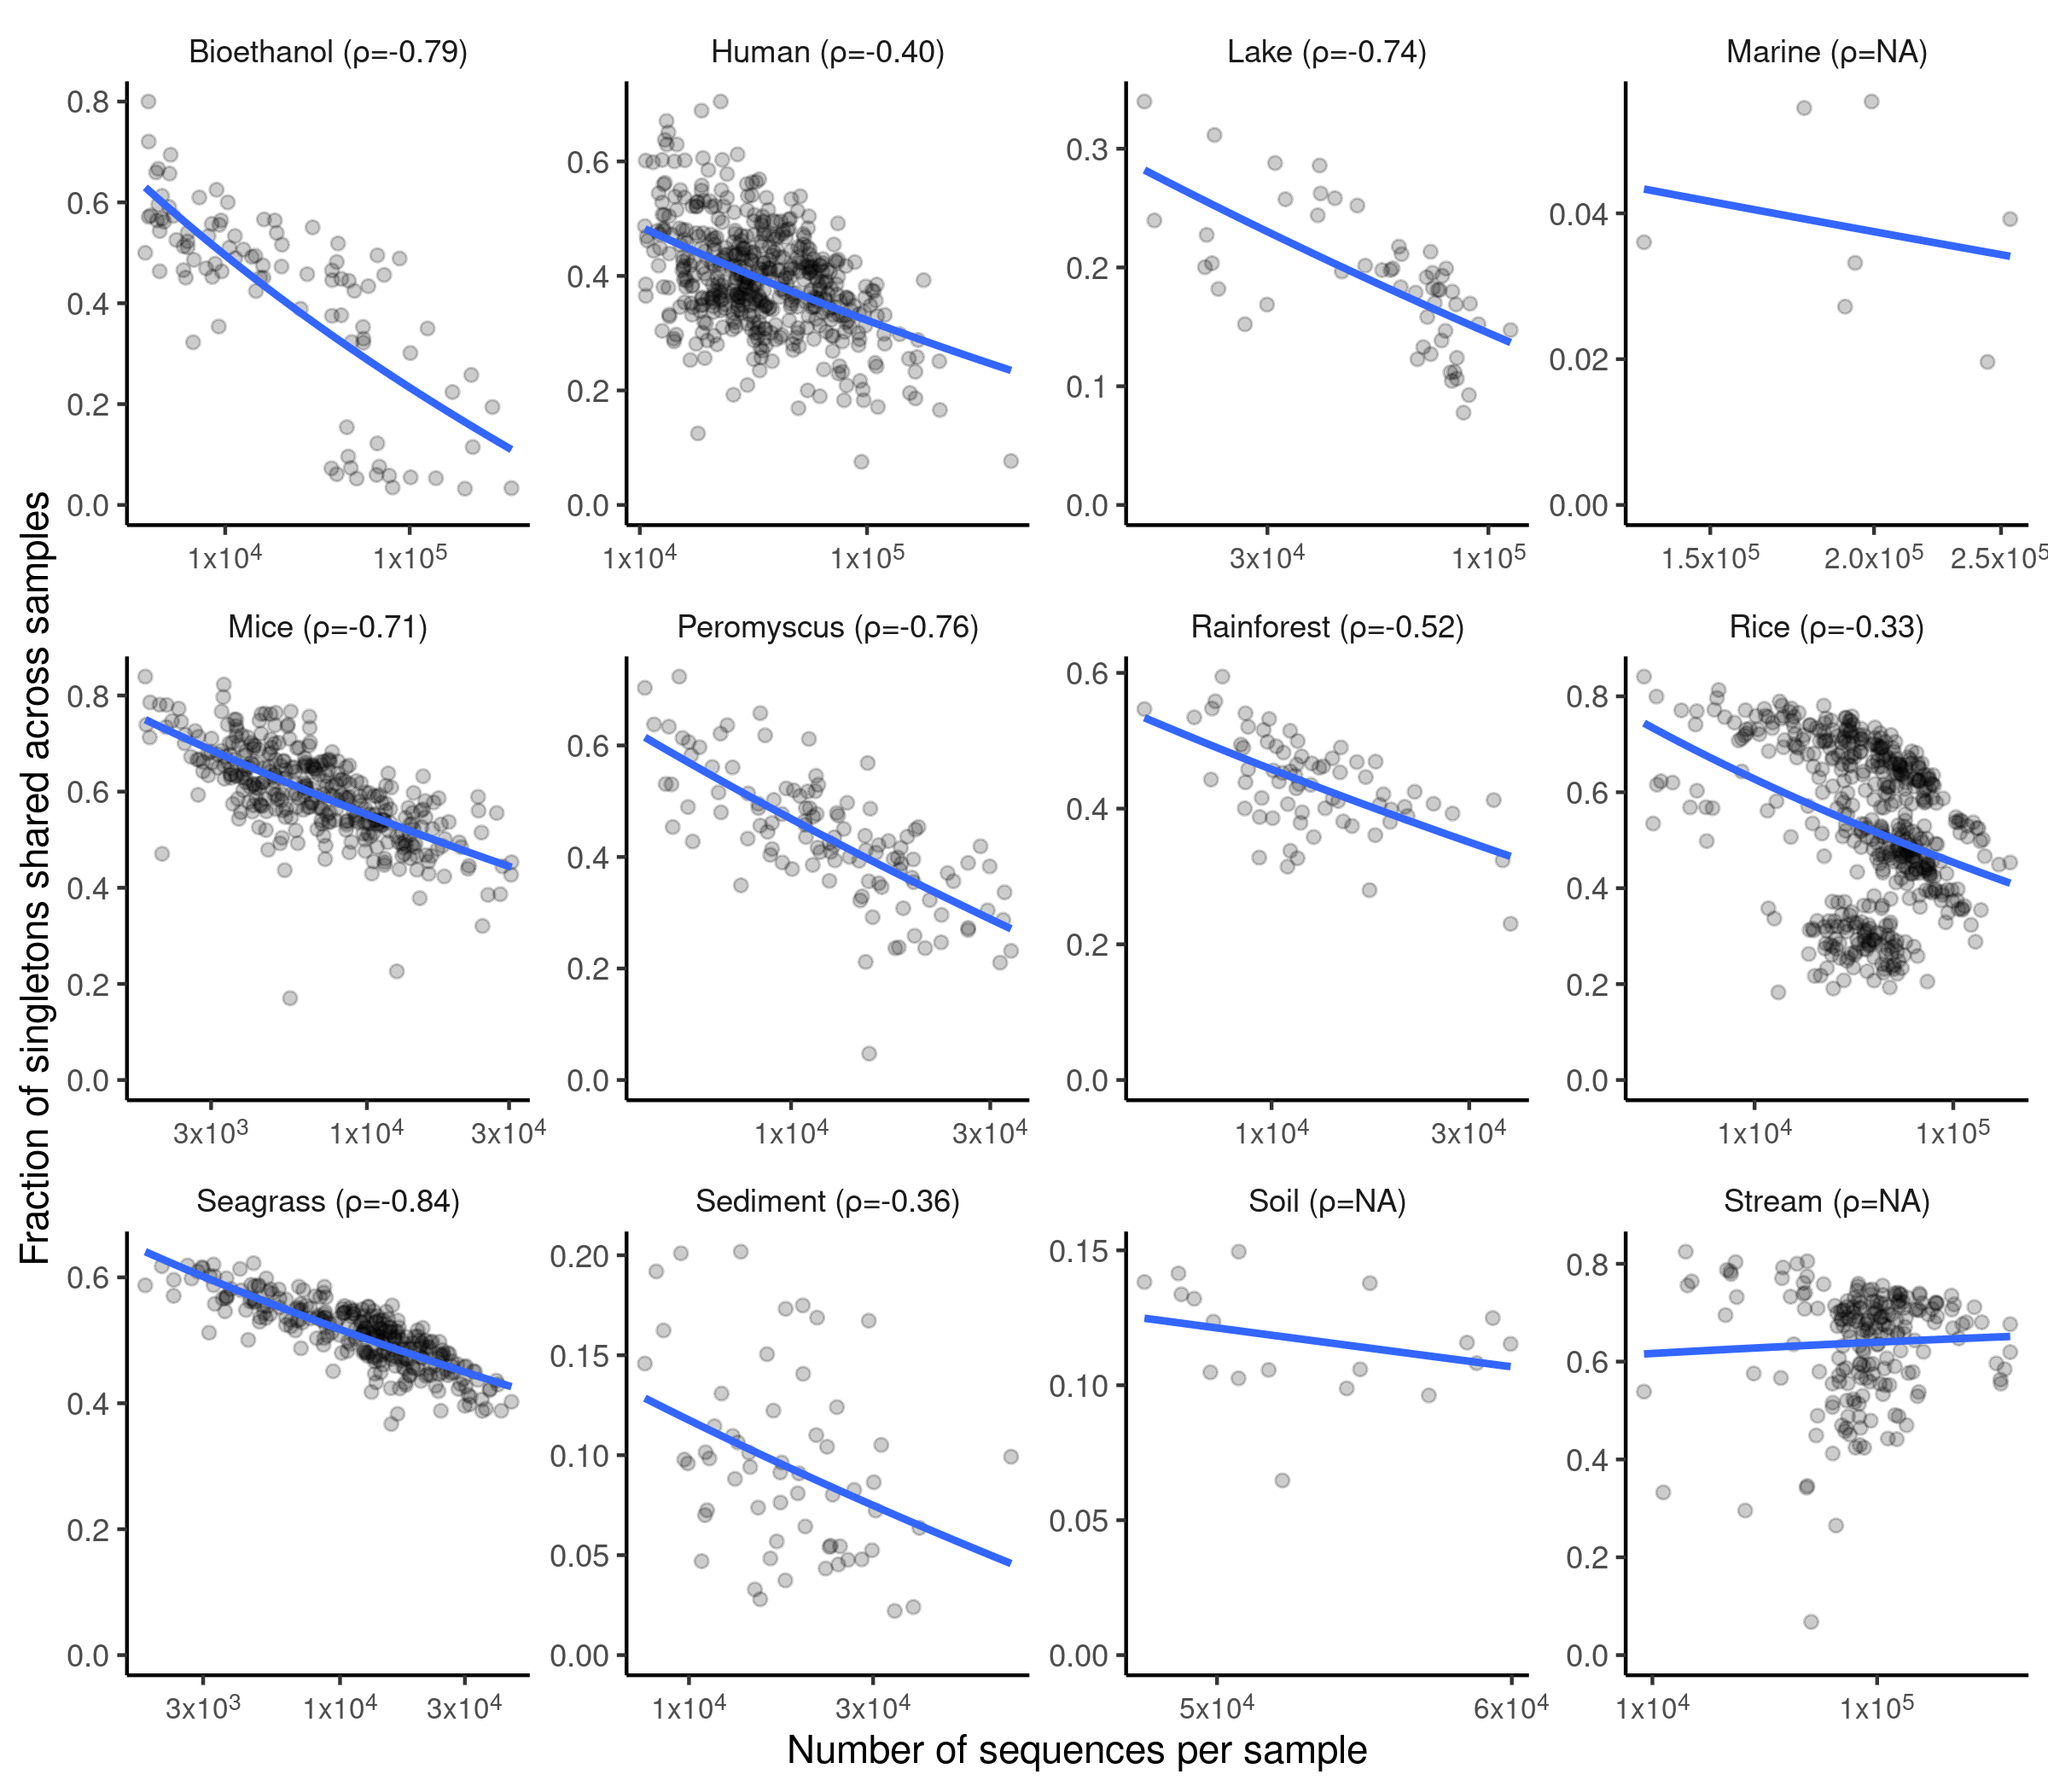 Fraction of singletons shared across samples
Bioethanol (ρ=-0.79)
0.8
0.6
0.4
0.2
0.0
1x10⁴ 1x10⁵
Human (ρ=-0.40)
0.6
0.4
0.2
0.0
1x10⁴ 1x10⁵
Lake (ρ=-0.74)
0.3
0.2
0.1
0.0
3x10⁴ 1x10⁵
Marine (ρ=NA)
0.04
0.02
0.00
1.5x10⁵ 2.0x10⁵ 2.5x10⁵
Mice (ρ=-0.71)
0.8
0.6
0.4
0.2
0.0
3x10³ 1x10⁴ 3x10⁴
Peromyscus (ρ=-0.76)
0.6
0.4
0.2
0.0
1x10⁴ 3x10⁴
Rainforest (ρ=-0.52)
0.6
0.4
0.2
0.0
1x10⁴ 3x10⁴
Rice (ρ=-0.33)
0.8
0.6
0.4
0.2
0.0
1x10⁴ 1x10⁵
Seagrass (ρ=-0.84)
0.6
0.4
0.2
0.0
3x10³ 1x10⁴ 3x10⁴
Sediment (ρ=-0.36)
0.20
0.15
0.10
0.05
0.00
1x10⁴ 3x10⁴
Soil (ρ=NA)
0.15
0.10
0.05
0.00
5x10⁴ 6x10⁴
Stream (ρ=NA)
0.8
0.6
0.4
0.2
0.0
1x10⁴ 1x10⁵
Number of sequences per sample